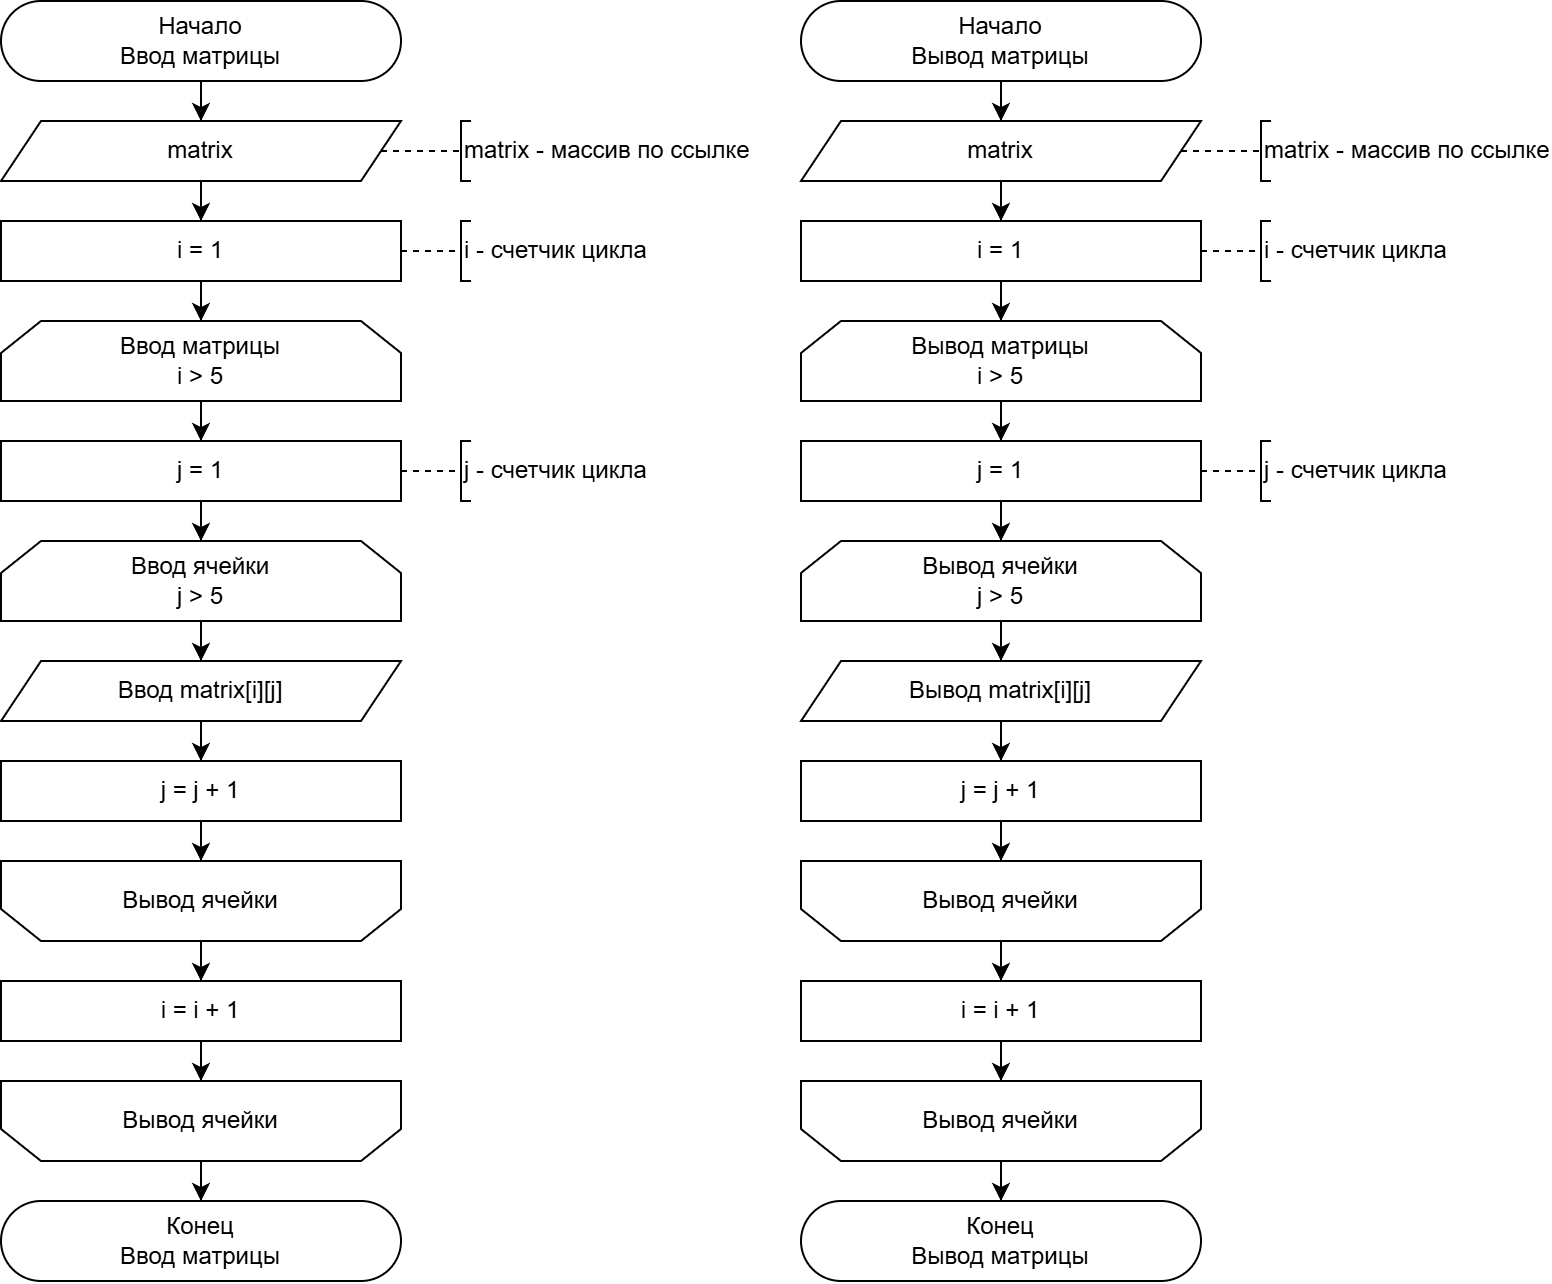 Начало
Ввод матрицы
matrix
matrix - массив по ссылке
i = 1
i - счетчик цикла
Ввод матрицы
i > 5
j = 1
j - счетчик цикла
Ввод ячейки
j > 5
Ввод matrix[i][j]
j = j + 1
Вывод ячейки
i = i + 1
Вывод ячейки
Конец
Ввод матрицы
Начало
Вывод матрицы
matrix
matrix - массив по ссылке
i = 1
i - счетчик цикла
Вывод матрицы
i > 5
j = 1
j - счетчик цикла
Вывод ячейки
j > 5
Вывод matrix[i][j]
j = j + 1
Вывод ячейки
i = i + 1
Вывод ячейки
Конец
Вывод матрицы